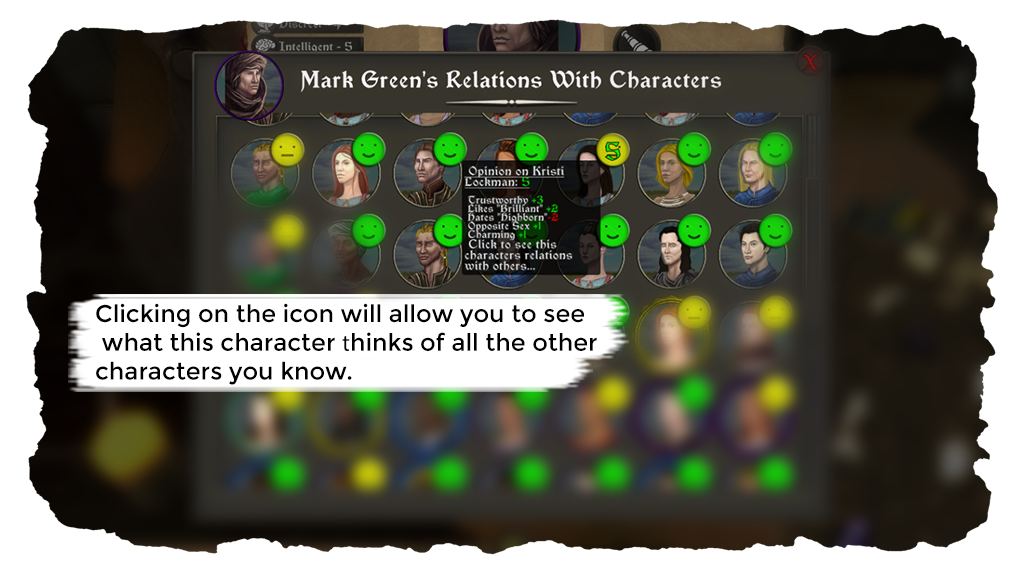 Intelligent - 5
Mark Green's Relations With Characters
X
5
Opinion on Kristi
Lockman: 5
Trustworthy +3
Likes "Brilliant" +2
Hates "Highborn" -2
Opposite Sex +1
Charming +1
Click to see this
characters relations
with others...
Clicking on the icon will allow you to see
what this character thinks of all the other
characters you know.